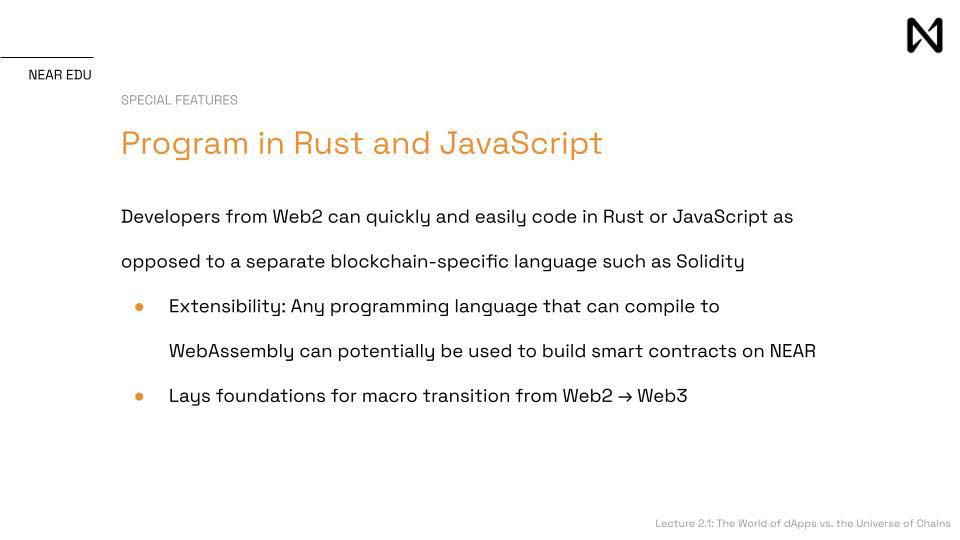 NEAR EDU
SPECIAL FEATURES
Program in Rust and JavaScript
Developers from Web2 can quickly and easily code in Rust or JavaScript as
opposed to a separate blockchain-specific language such as Solidity
● Extensibility: Any programming language that can compile to
WebAssembly can potentially be used to build smart contracts on NEAR
● Lays foundations for macro transition from Web2 → Web3
Lecture 2.1: The World of dApps vs. the Universe of Chains